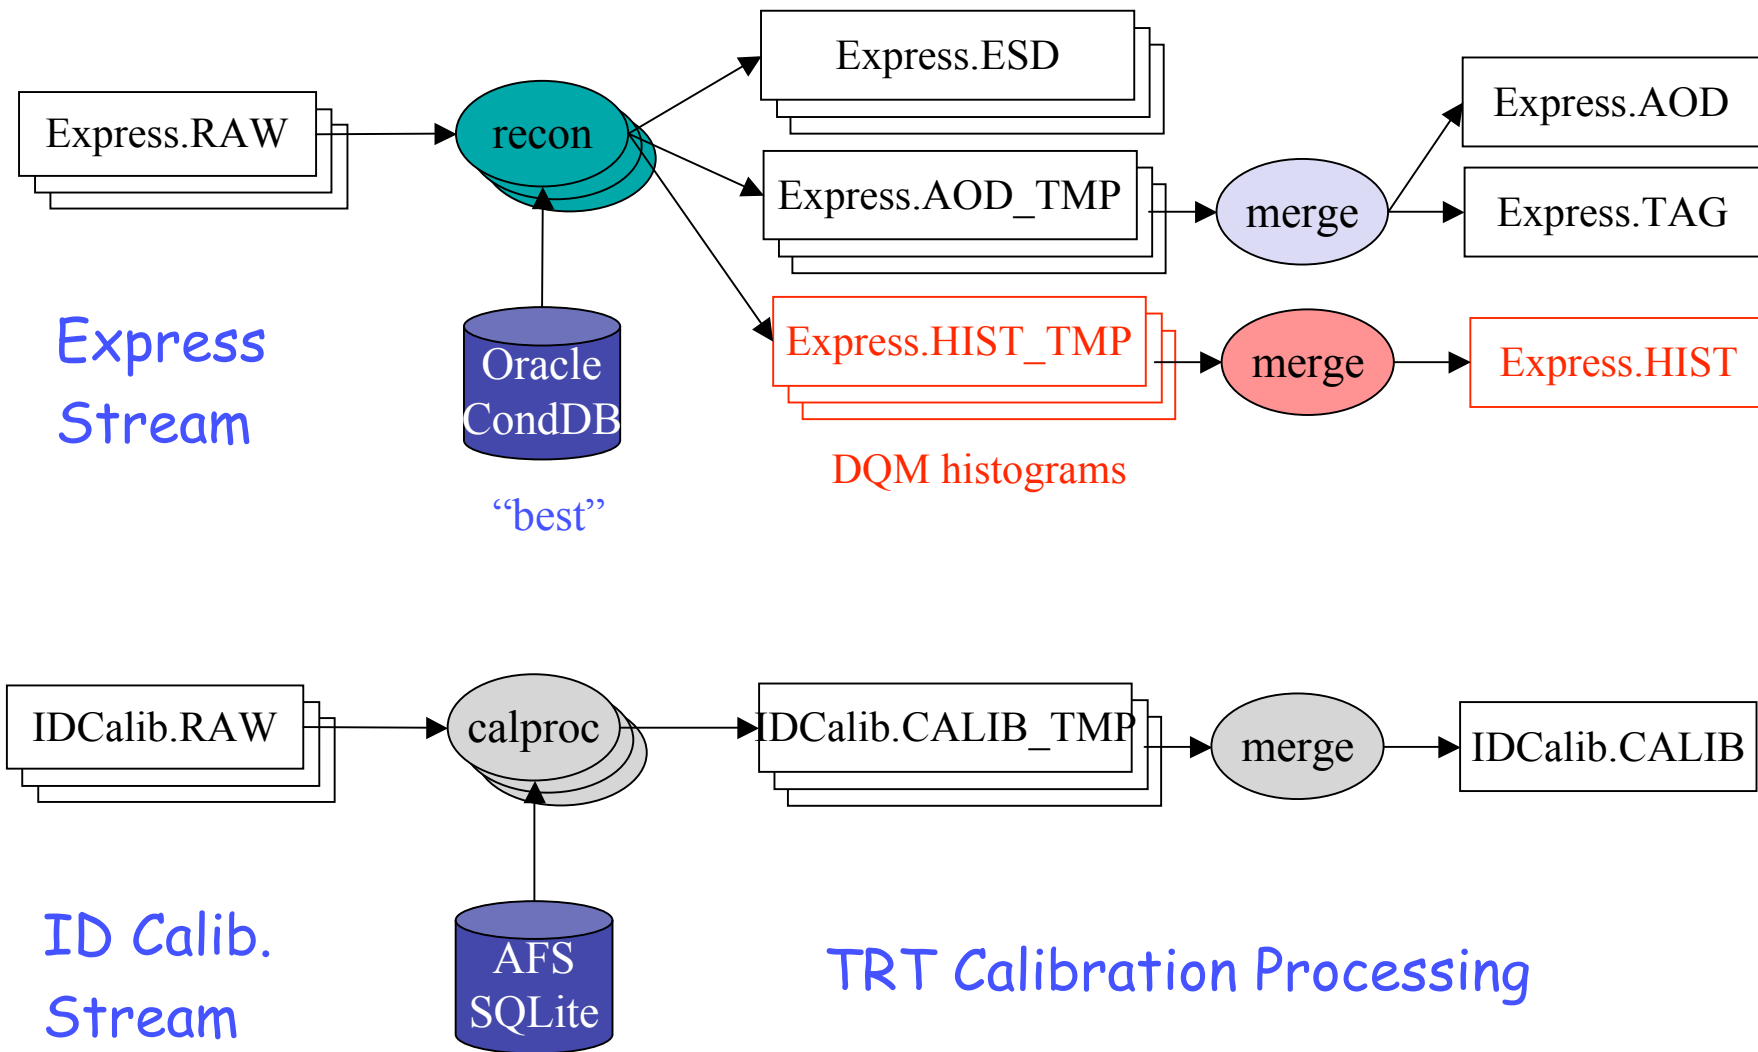 Express.ESD
Express.RAW
recon
Express.AOD
Express.AOD_TMP
merge
Express.TAG
Express
Stream
Oracle
CondDB
Express.HIST_TMP
merge
Express.HIST
DQM histograms
“best”
IDCalib.RAW
calproc
IDCalib.CALIB_TMP
merge
IDCalib.CALIB
ID Calib.
Stream
AFS
SQLite
TRT Calibration Processing